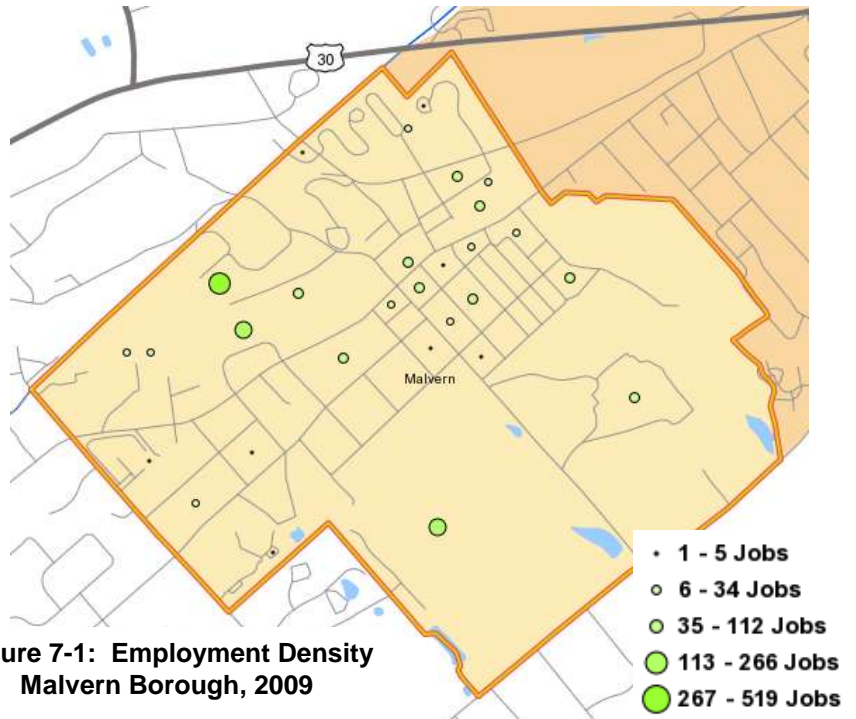 30
Malvern
1 - 5 Jobs
6 - 34 Jobs
35 - 112 Jobs
113 - 266 Jobs
267 - 519 Jobs
ure 7-1: Employment Density
Malvern Borough, 2009